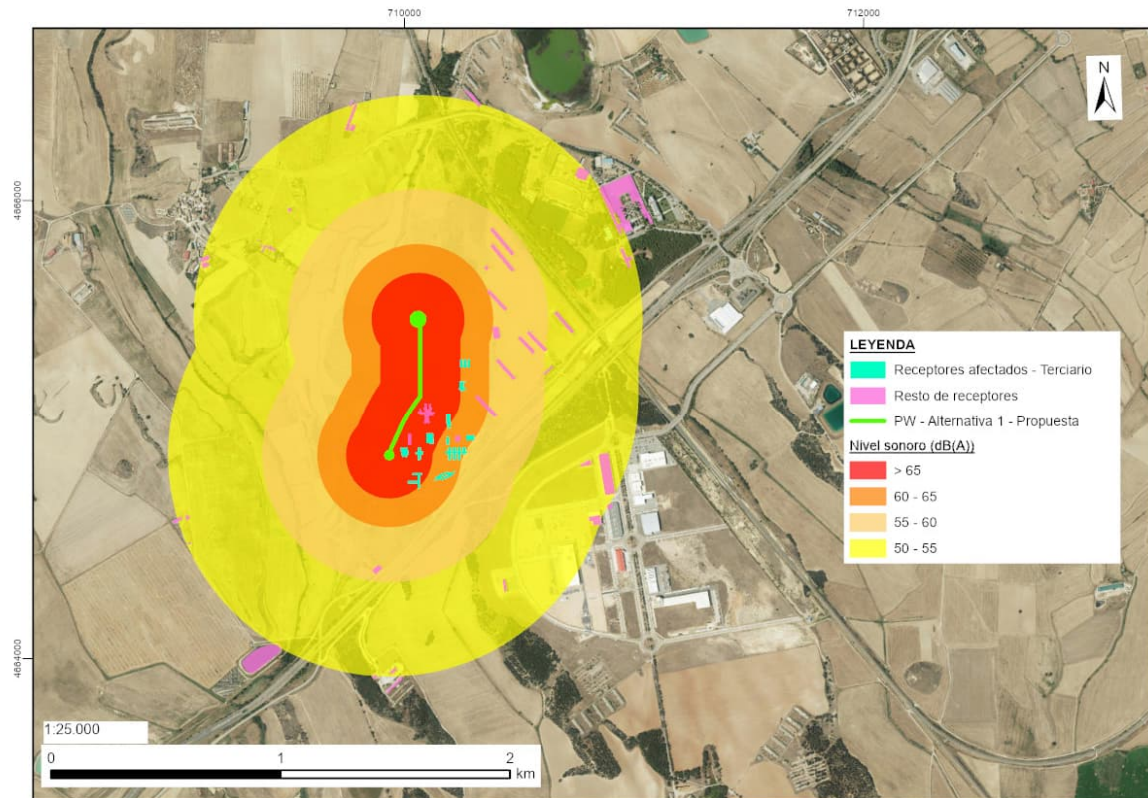 710000
712000
N
4666000
LEYENDA
Receptores afectados - Terciario
Resto de receptores
PW - Alternativa 1 - Propuesta
Nivel sonoro (dB(A))
> 65
60 - 65
55 - 60
50 - 55
4664000
1:25.000
0 1 2
km